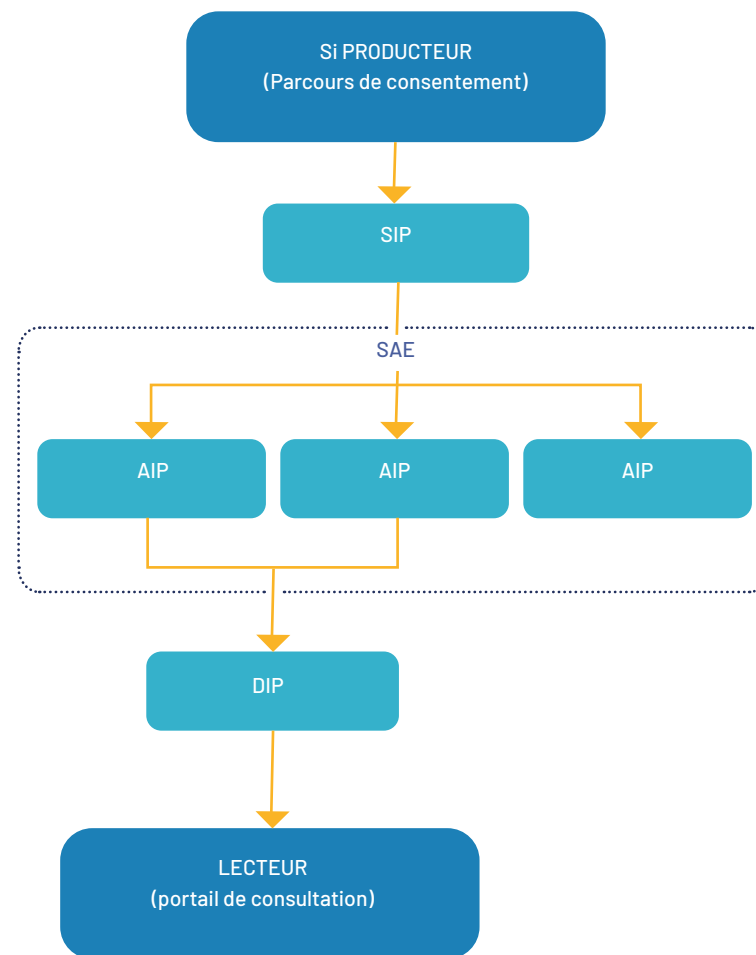 Si PRODUCTEUR
(Parcours de consentement)
SIP
SAE
AIP
AIP
AIP
DIP
LECTEUR
(portail de consultation)